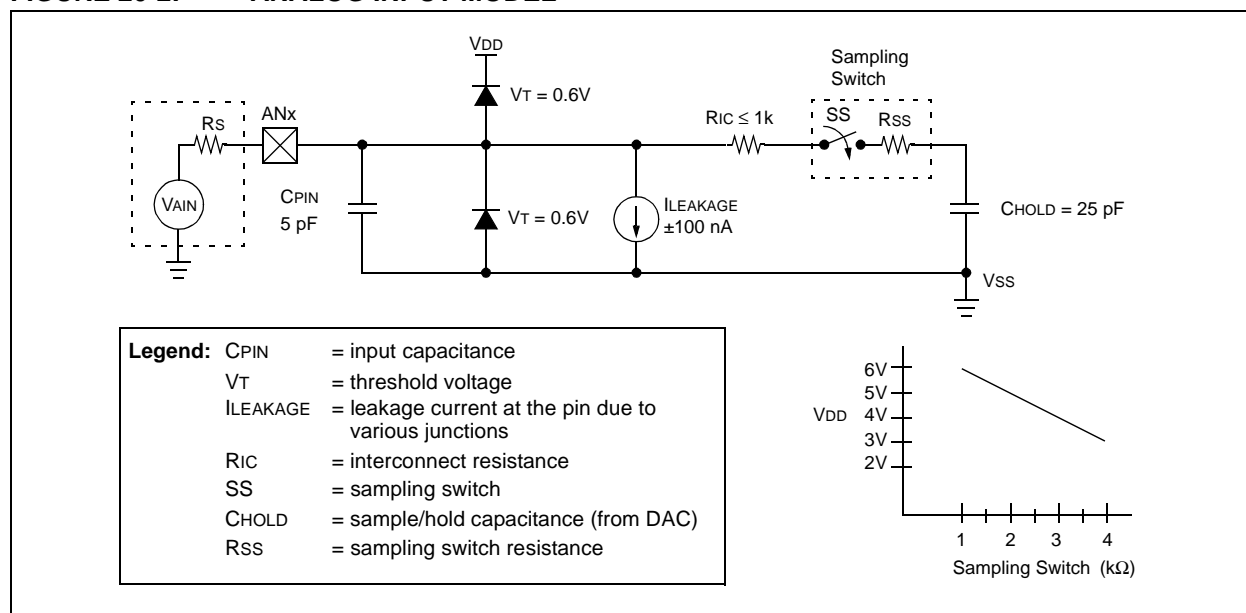 VDD
Sampling
Switch
VT = 0.6V
ANx
RS
RIC ≤ 1k
SS
RSS
VAIN
CPIN
5 pF
VT = 0.6V
ILEAKAGE
±100 nA
CHOLD = 25 pF
VSS
Legend: CPIN = input capacitance
VT = threshold voltage
ILEAKAGE = leakage current at the pin due to
various junctions
RIC = interconnect resistance
SS = sampling switch
CHOLD = sample/hold capacitance (from DAC)
RSS = sampling switch resistance
6V
5V
VDD 4V
3V
2V
1 2 3 4
Sampling Switch (kΩ)